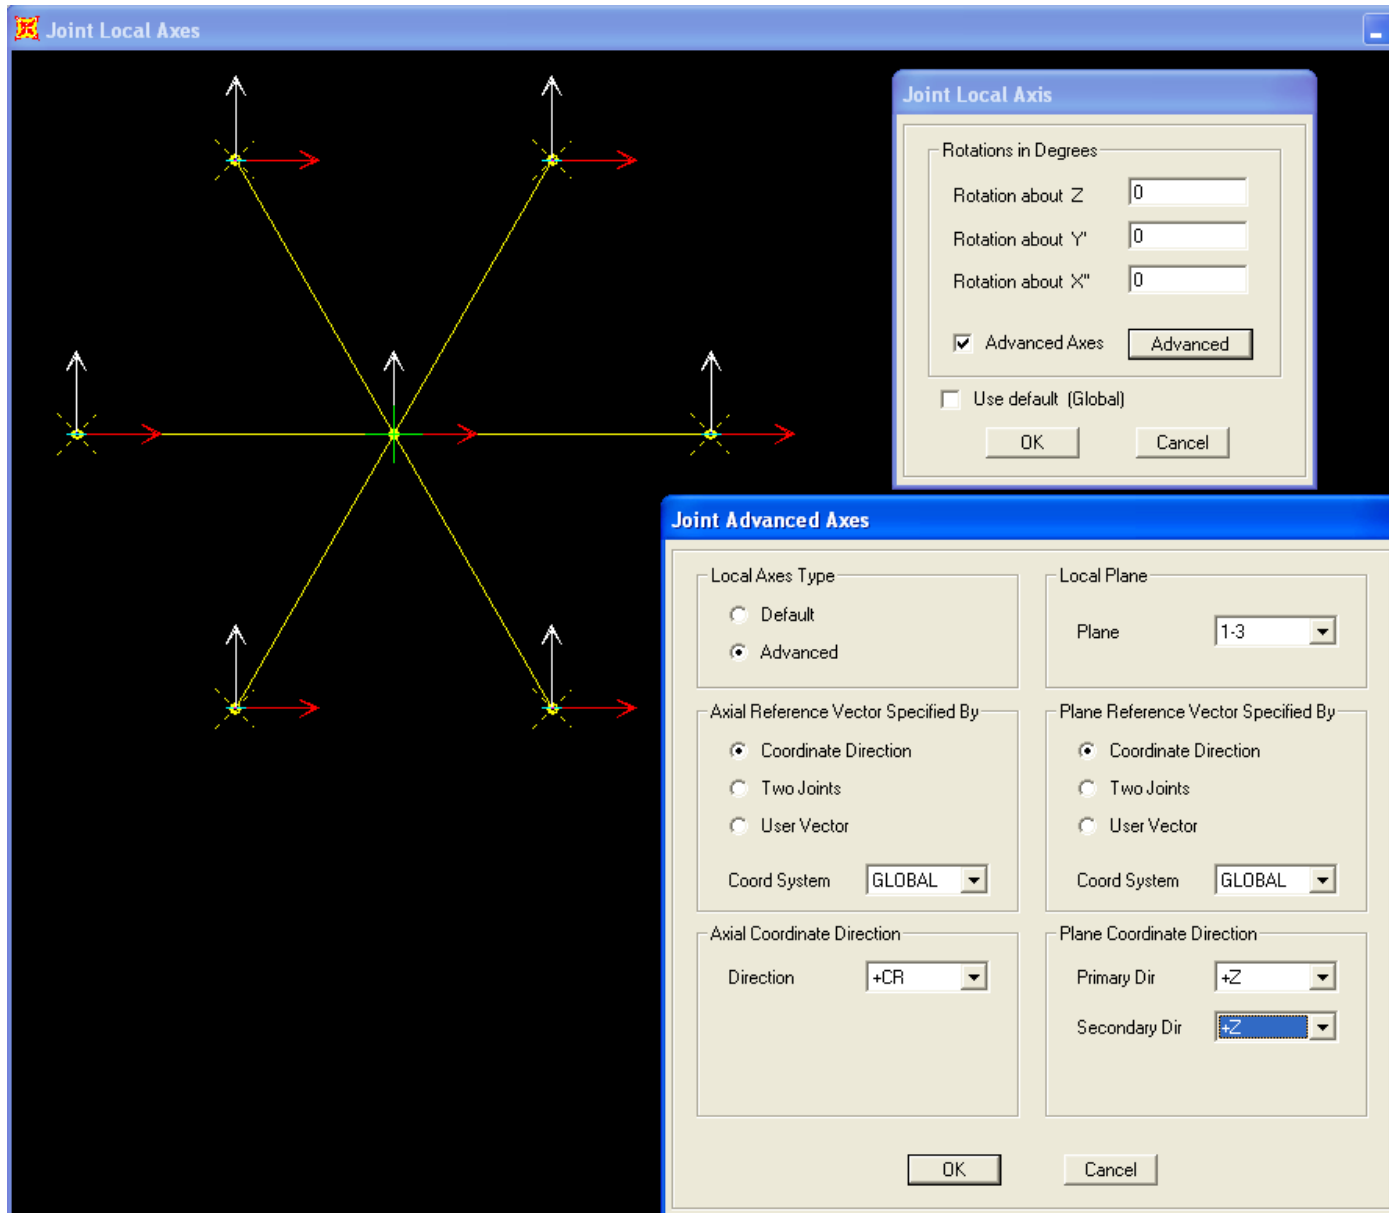 Joint Local Axes
Joint Local Axis
Rotations in Degrees
Rotation about Z 0
Rotation about Y' 0
Rotation about X" 0
Advanced Axes Advanced
Use default (Global)
OK Cancel
Joint Advanced Axes
Local Axes Type
Default
Advanced
Local Plane
Plane 1-3
Axial Reference Vector Specified By
Coordinate Direction
Two Joints
User Vector
Coord System GLOBAL
Plane Reference Vector Specified By
Coordinate Direction
Two Joints
User Vector
Coord System GLOBAL
Axial Coordinate Direction
Direction +CR
Plane Coordinate Direction
Primary Dir +Z
Secondary Dir +Z
OK Cancel